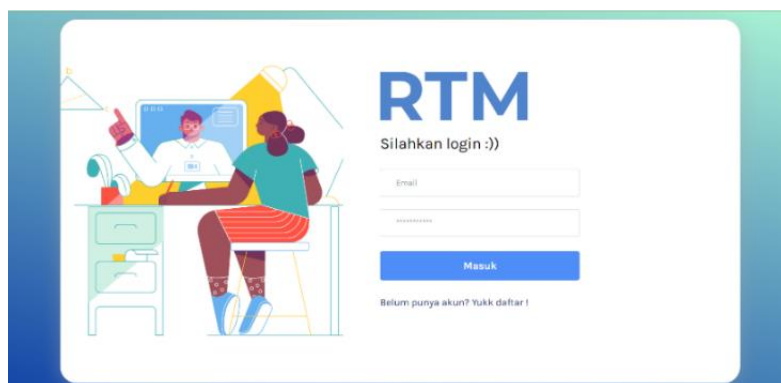 RTM
Silahkan login :))
Email
***********
Masuk
Belum punya akun? Yukk daftar !